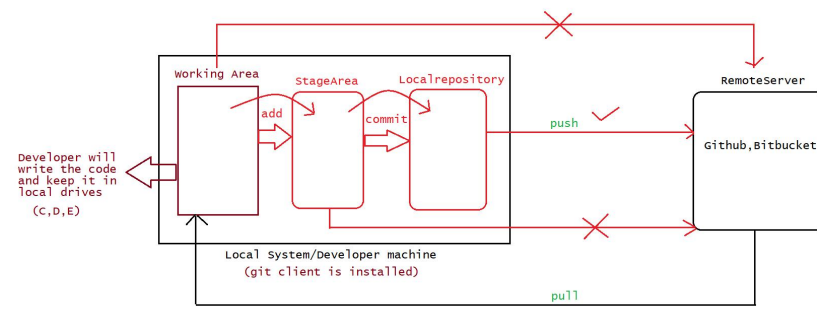 Working Area
StageArea
Localrepository
RemoteServer
add
commit
push
Github,Bitbucket
Developer will
write the code
and keep it in
local drives
(C,D,E)
Local System/Developer machine
(git client is installed)
pull